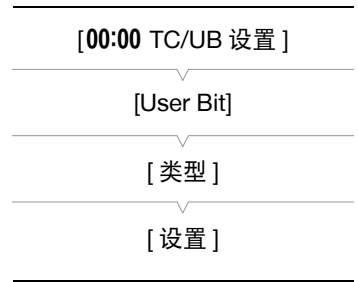 [00:00 TC/UB 设置 ]
[User Bit]
[ 类型 ]
[ 设置 ]